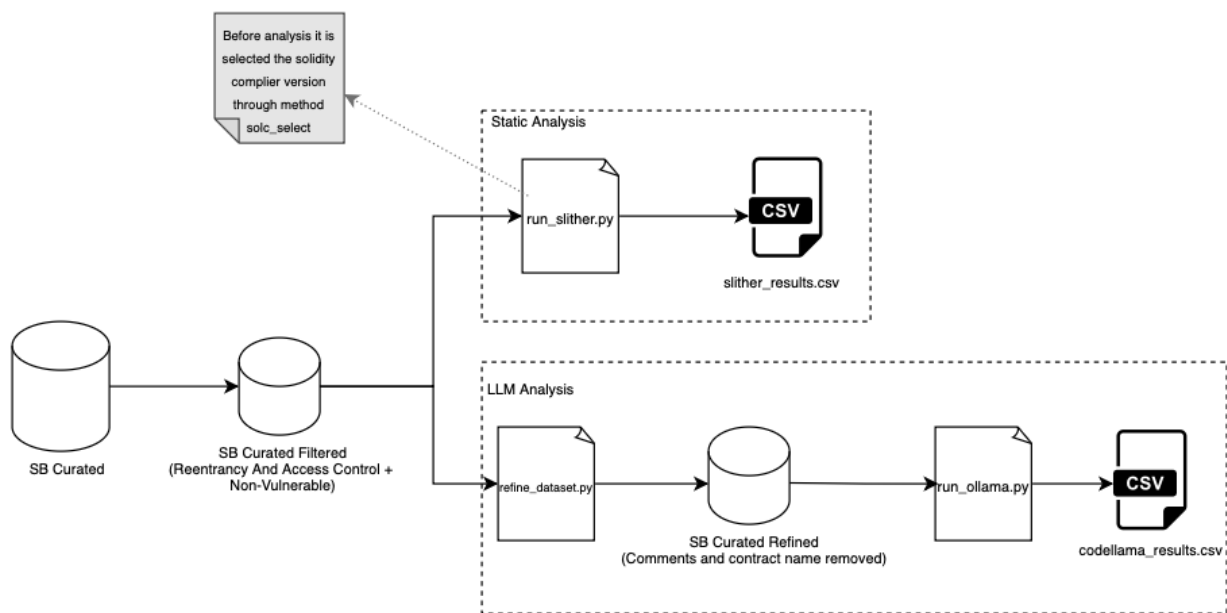 Before analysis it is
selected the solidity
complier version
through method
solc_select
Static Analysis
run_slither.py
CSV
slither_results.csv
SB Curated
SB Curated Filtered
(Reentrancy And Access Control +
Non-Vulnerable)
LLM Analysis
refine_dataset.py
SB Curated Refined
(Comments and contract name removed)
run_ollama.py
CSV
codellama_results.csv